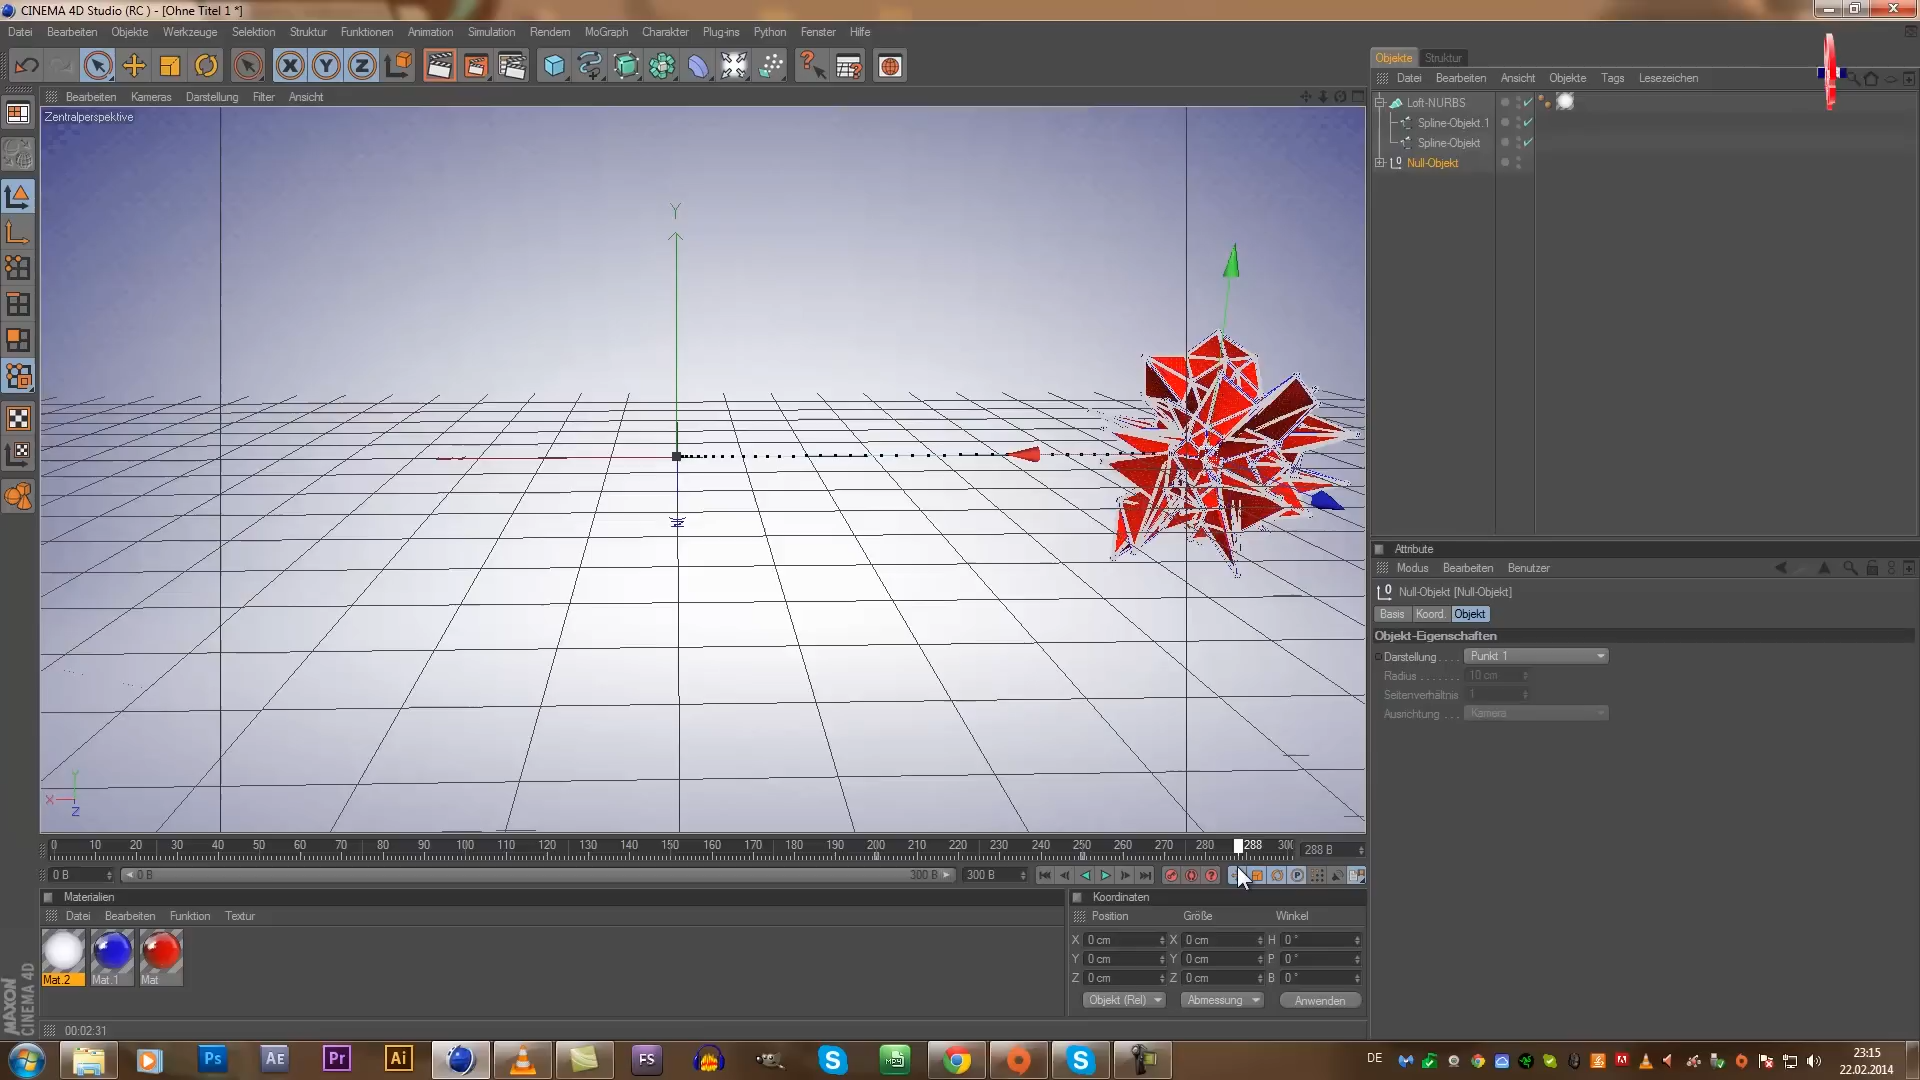 CINEMA 4D Studio (RC ) - [Ohne Titel 1 *]
Datei Bearbeiten Objekte Werkzeuge Selektion Struktur Funktionen Animation Simulation Rendern MoGraph Charakter Plug-ins Python Fenster Hilfe
Objekte Struktur
Datei Bearbeiten Ansicht Objekte Tags Lesezeichen
Bearbeiten Kameras Darstellung Filter Ansicht
Zentralperspektive
Loft-NURBS
Spline-Objekt.1
Spline-Objekt
Null-Objekt
Y
Y
X
Z
Attribute
Modus Bearbeiten Benutzer
Null-Objekt [Null-Objekt]
Basis Koord. Objekt
Objekt-Eigenschaften
Darstellung . . . . Punkt 1
Radius . . . . . . . 10 cm
Seitenverhältnis 1
Ausrichtung . . . Kamera
0 10 20 30 40 50 60 70 80 90 100 110 120 130 140 150 160 170 180 190 200 210 220 230 240 250 260 270 280 288 300 288 B
0 B 0 B 300 B 300 B
Materialien
Datei Bearbeiten Funktion Textur
Mat.2 Mat.1 Mat
Koordinaten
Position Größe Winkel
X 0 cm X 0 cm H 0 °
Y 0 cm Y 0 cm P 0 °
Z 0 cm Z 0 cm B 0 °
Objekt (Rel) Abmessung Anwenden
MAXON
CINEMA 4D
00:02:31
Ps AE Pr Ai FS S MP4 S
DE
23:15
22.02.2014